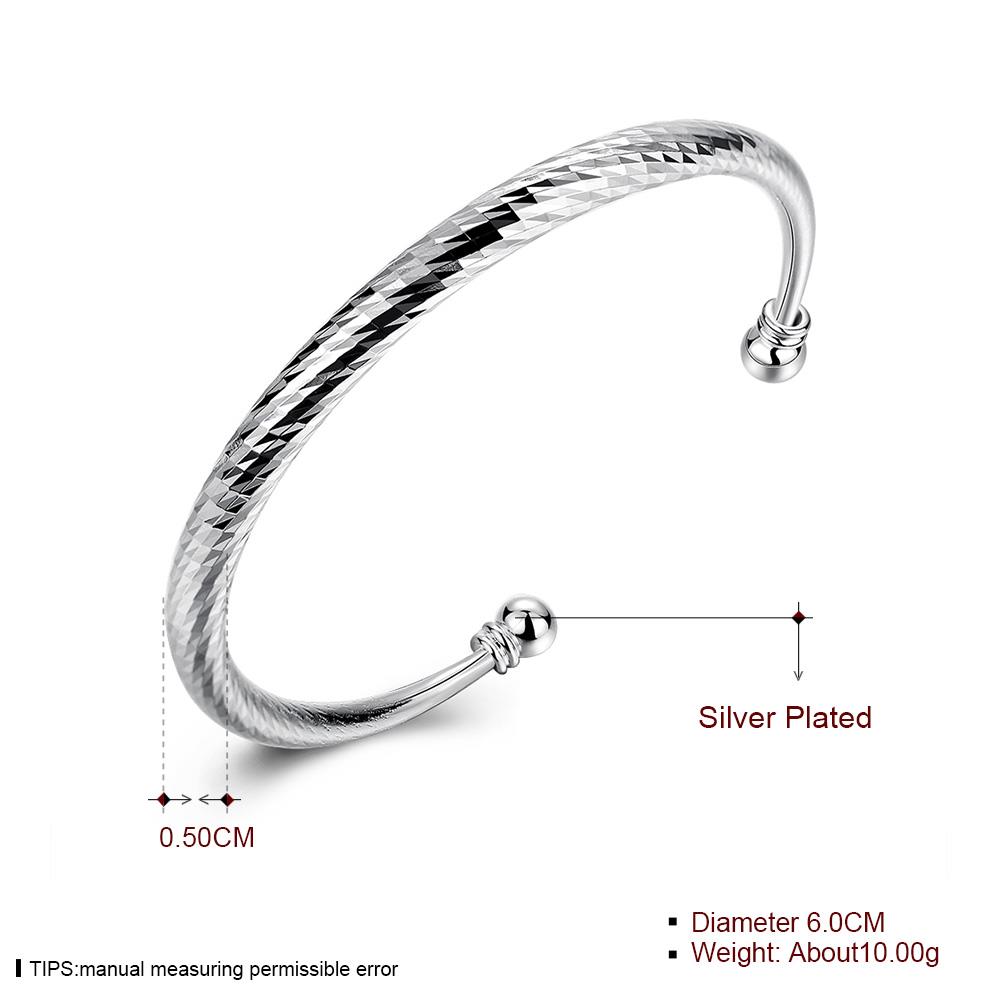 Silver Plated
0.50CM
▪ Diameter 6.0CM
▪ Weight: About10.00g
TIPS:manual measuring permissible error